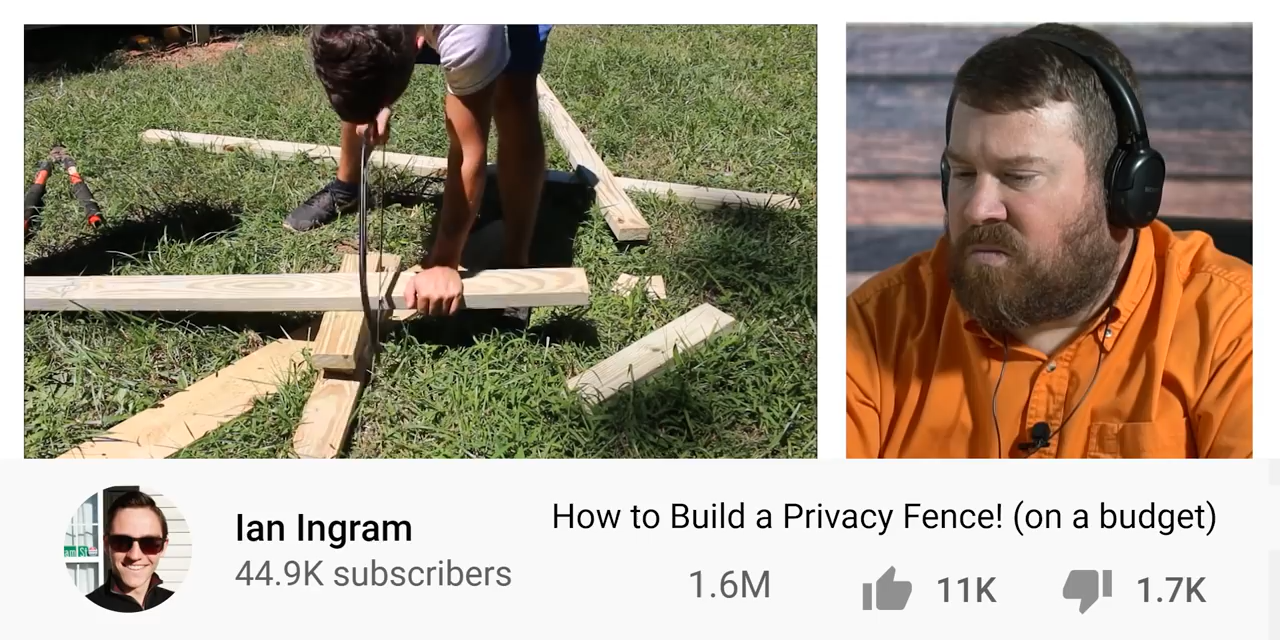 Ian Ingram
44.9K subscribers
How to Build a Privacy Fence! (on a budget)
1.6M
11K
1.7K